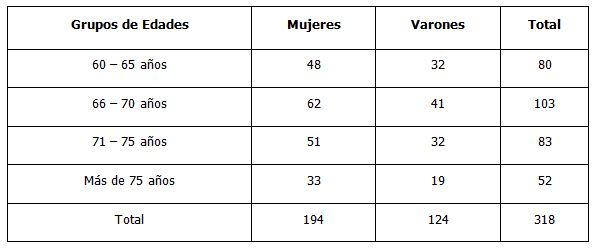 Grupos de Edades Mujeres Varones Total
60 – 65 años 48 32 80
66 – 70 años 62 41 103
71 – 75 años 51 32 83
Más de 75 años 33 19 52
Total 194 124 318